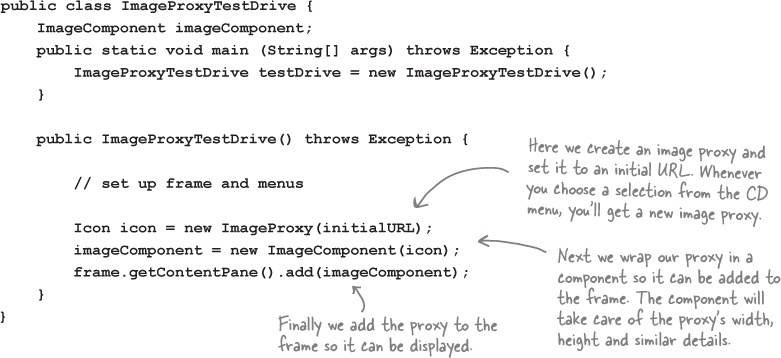 public class ImageProxyTestDrive {
ImageComponent imageComponent;
public static void main (String[] args) throws Exception {
ImageProxyTestDrive testDrive = new ImageProxyTestDrive();
}
public ImageProxyTestDrive() throws Exception {
// set up frame and menus
Icon icon = new ImageProxy(initialURL);
imageComponent = new ImageComponent(icon);
frame.getContentPane().add(imageComponent);
}
}
Here we create an image proxy and
set it to an initial URL. Whenever
you choose a selection from the CD
menu, you'll get a new image proxy.
Next we wrap our proxy in a
component so it can be added to
the frame. The component will
take care of the proxy's width,
height and similar details.
Finally we add the proxy to the
frame so it can be displayed.